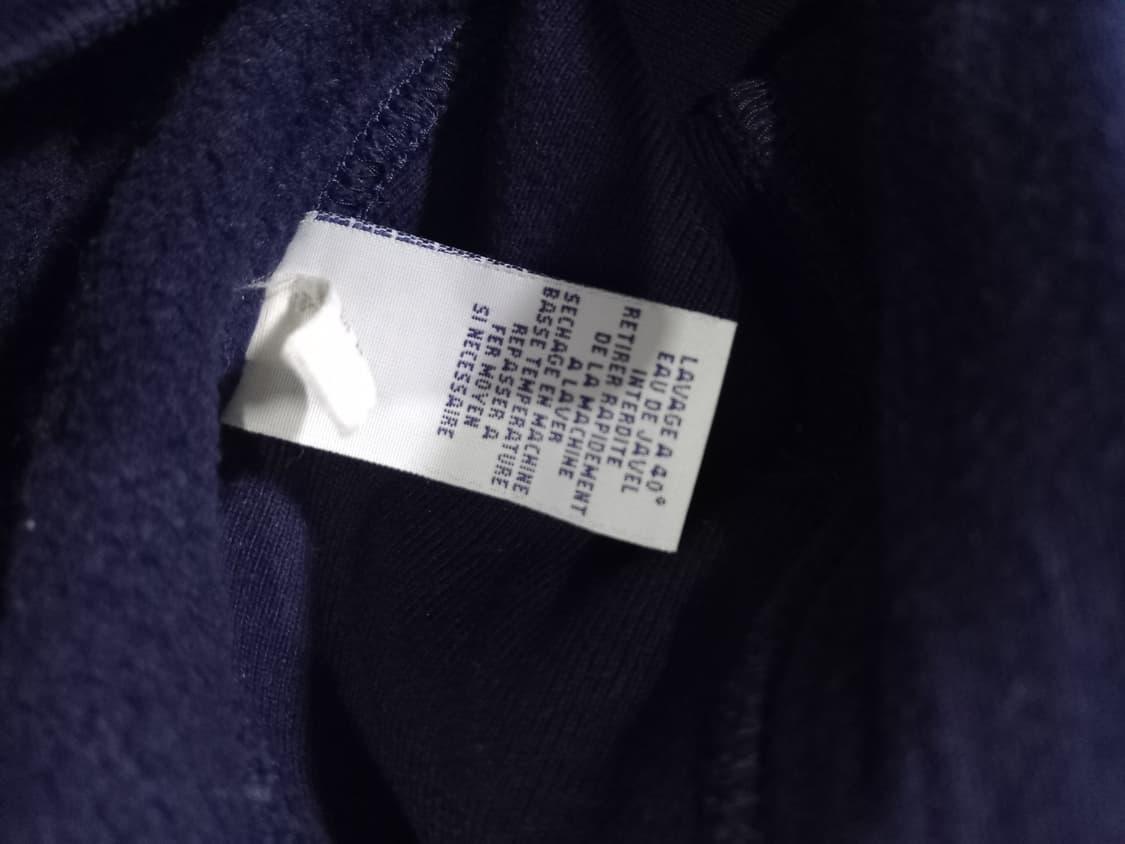 LAVAGE A 40°
EAU DE JAVEL
INTERDITE
RETIRER RAPIDEMENT
DE LA MACHINE
A LAVER
SECHAGE EN MACHINE
BASSE TEMPERATURE
REPASSER A
FER MOYEN
SI NECESSAIRE